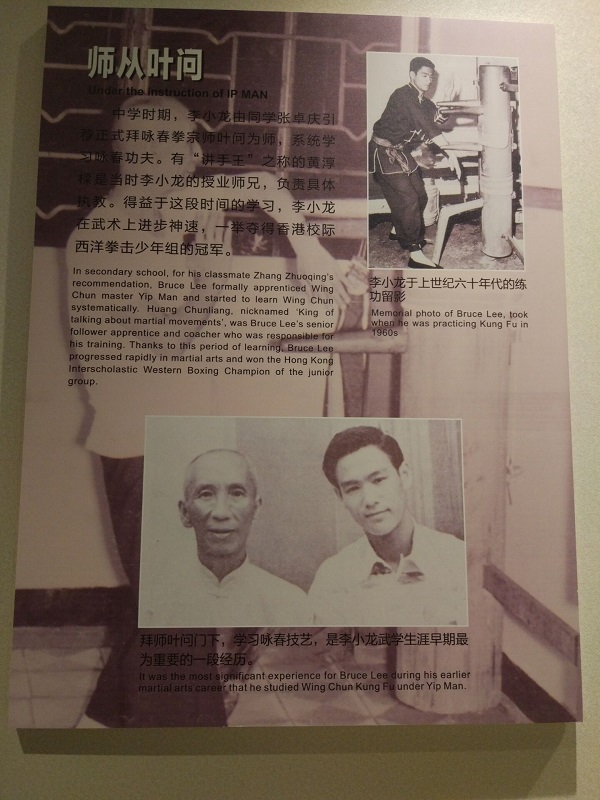 师从叶问
Under the instruction of IP MAN
中学时期，李小龙由同学张卓庆引
荐正式拜咏春拳宗师叶问为师，系统学
习咏春功夫。有“讲手王”之称的黄淳
樑是当时李小龙的授业师兄，负责具体
执教。得益于这段时间的学习，李小龙
在武术上进步神速，一举夺得香港校际
西洋拳击少年组的冠军。
In secondary school, for his classmate Zhang Zhuoqing's
recommendation, Bruce Lee formally apprenticed Wing
Chun master Yip Man and started to learn Wing Chun
systematically. Huang Chunliang, nicknamed 'King of
talking about martial movements', was Bruce Lee's senior
follower apprentice and coacher who was responsible for
his training. Thanks to this period of learning, Bruce Lee
progressed rapidly in martial arts and won the Hong Kong
Interscholastic Western Boxing Champion of the junior
group.
李小龙于上世纪六十年代的练
功留影
Memorial photo of Bruce Lee, took
when he was practicing Kung Fu in
1960s
拜师叶问门下，学习咏春技艺，是李小龙武学生涯早期最
为重要的一段经历。
It was the most significant experience for Bruce Lee during his earlier
martial arts career that he studied Wing Chun Kung Fu under Yip Man.